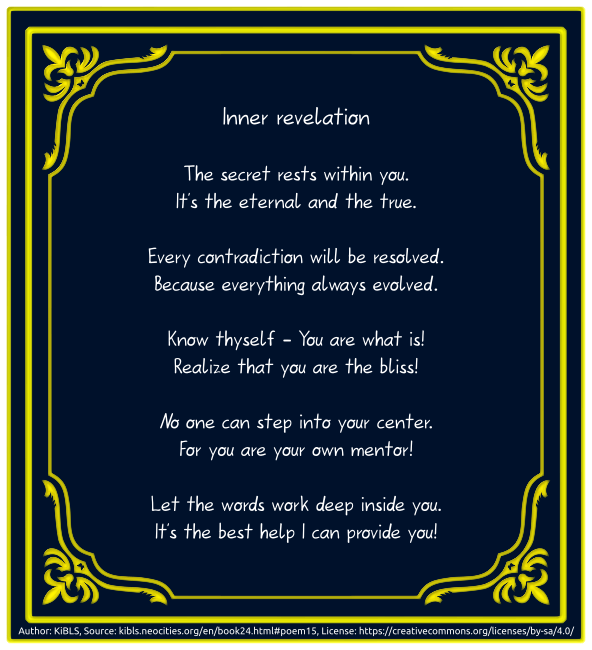 Inner revelation
The secret rests within you.
It's the eternal and the true.
Every contradiction will be resolved.
Because everything always evolved.
Know thyself – You are what is!
Realize that you are the bliss!
No one can step into your center.
For you are your own mentor!
Let the words work deep inside you.
It's the best help I can provide you!
Author: KiBLS, Source: kibls.neocities.org/en/book24.html#poem15, License: https://creativecommons.org/licenses/by-sa/4.0/